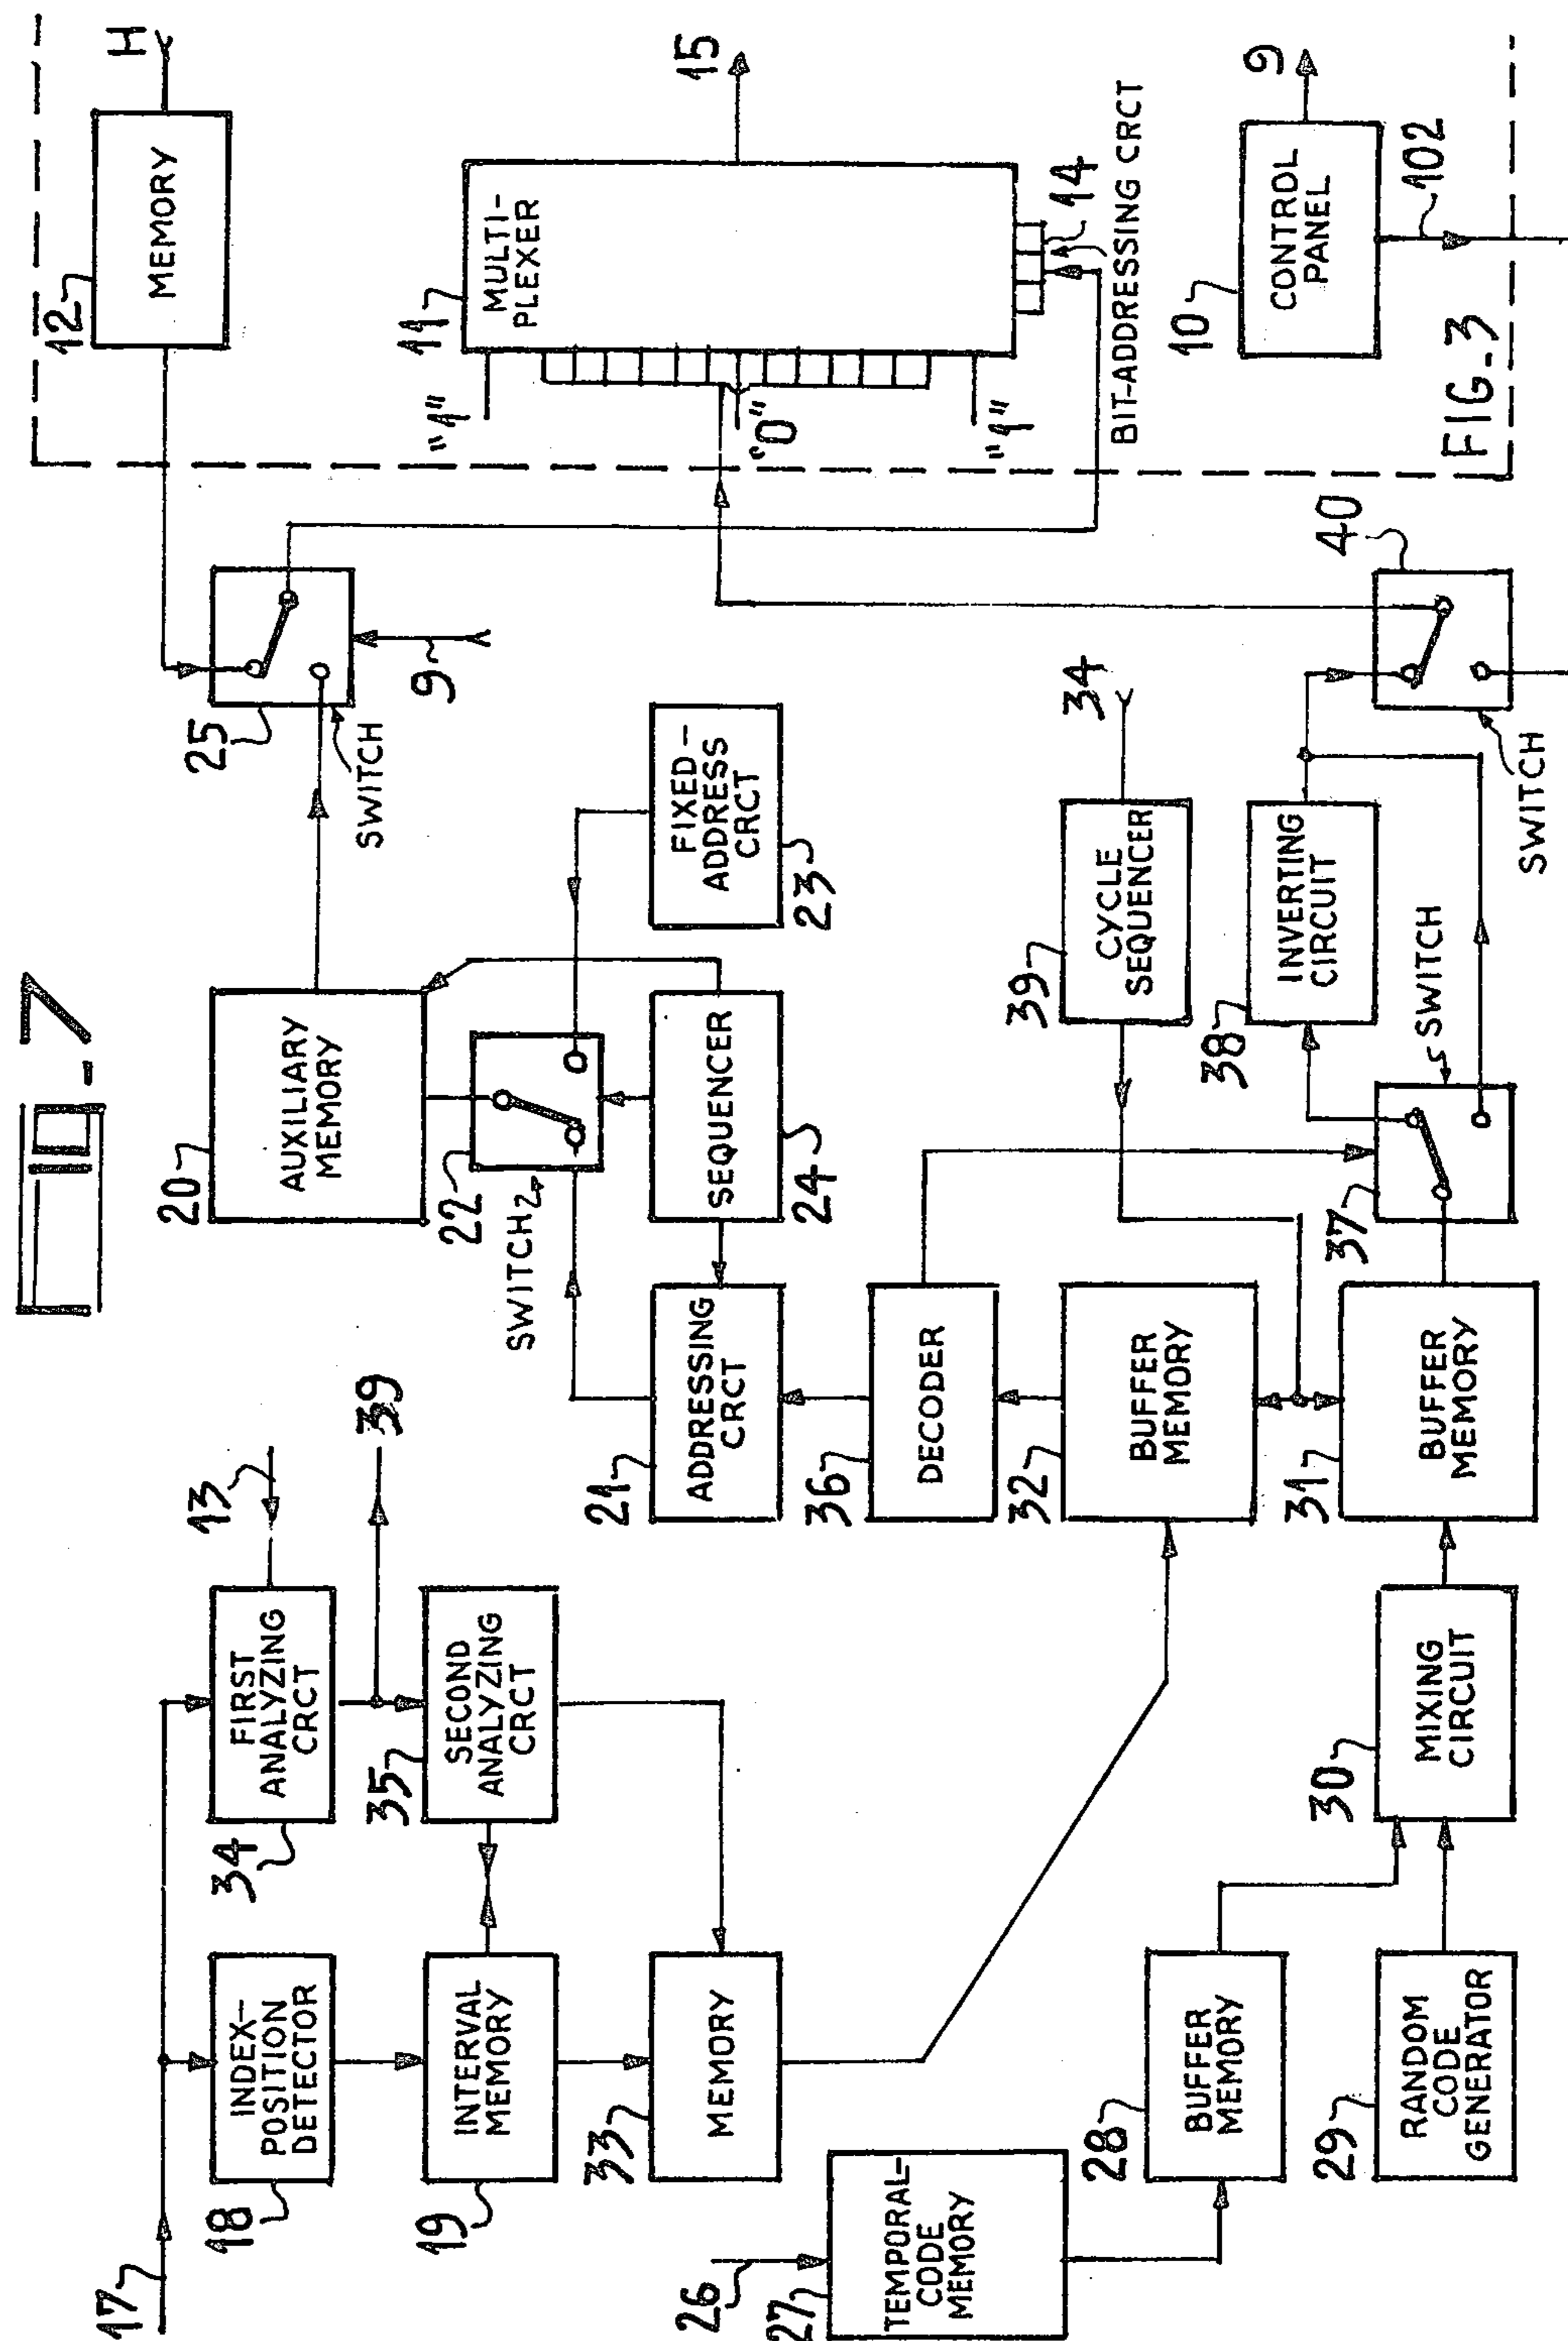 Fig-7
17
18
INDEX-
POSITION
DETECTOR
34
FIRST
ANALYZING
CRCT
13
39
19
INTERVAL
MEMORY
35
SECOND
ANALYZING
CRCT
33
MEMORY
26
27
TEMPORAL-
CODE
MEMORY
28
BUFFER
MEMORY
29
RANDOM
CODE
GENERATOR
30
MIXING
CIRCUIT
20
AUXILIARY
MEMORY
22
SWITCH
21
ADDRESSING
CRCT
SEQUENCER
24
FIXED-
ADDRESS
CRCT
23
25
SWITCH
9
36
DECODER
32
BUFFER
MEMORY
31
BUFFER
MEMORY
39
CYCLE
SEQUENCER
34
38
INVERTING
CIRCUIT
37
SWITCH
40
SWITCH
12
MEMORY
H
11
MULTI-
PLEXER
"1"
"0"
"1"
15
14
BIT-ADDRESSING CRCT
10
CONTROL
PANEL
9
102
FIG-3